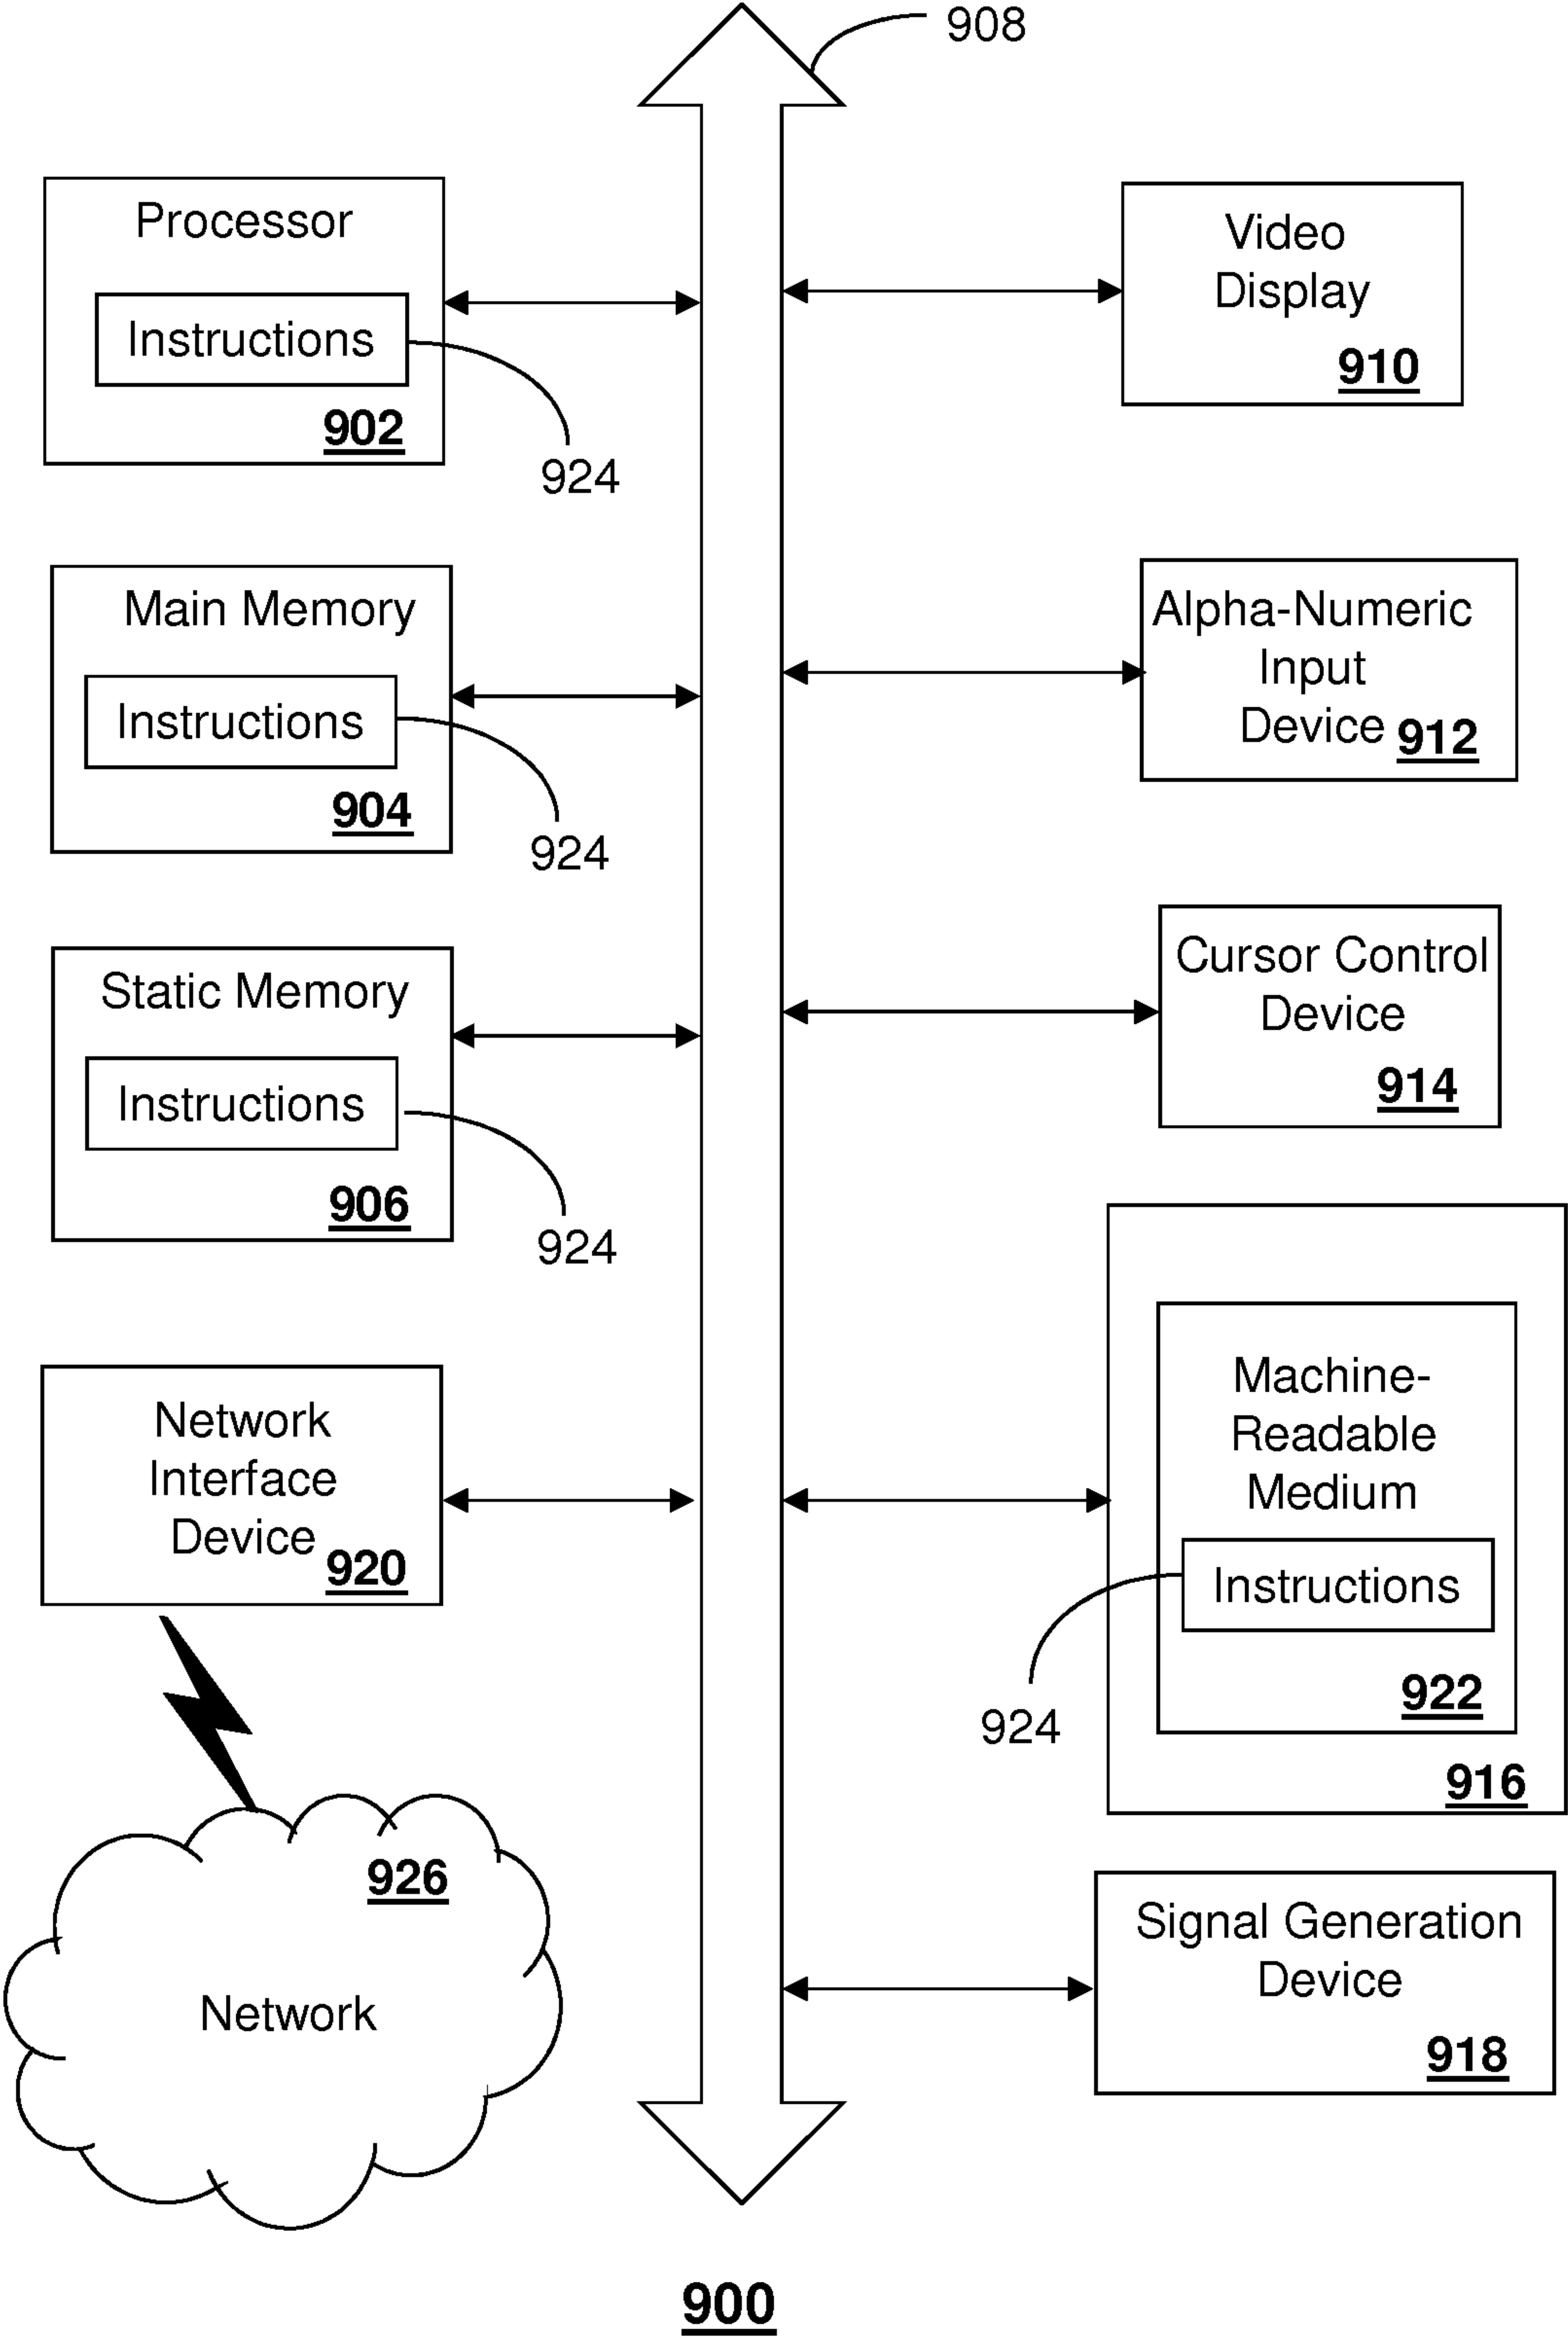 908
Processor
Instructions
902
924
Main Memory
Instructions
904
924
Static Memory
Instructions
906
924
Network
Interface
Device
920
926
Network
Video
Display
910
Alpha-Numeric
Input
Device 912
Cursor Control
Device
914
Machine-
Readable
Medium
Instructions
922
924
916
Signal Generation
Device
918
900